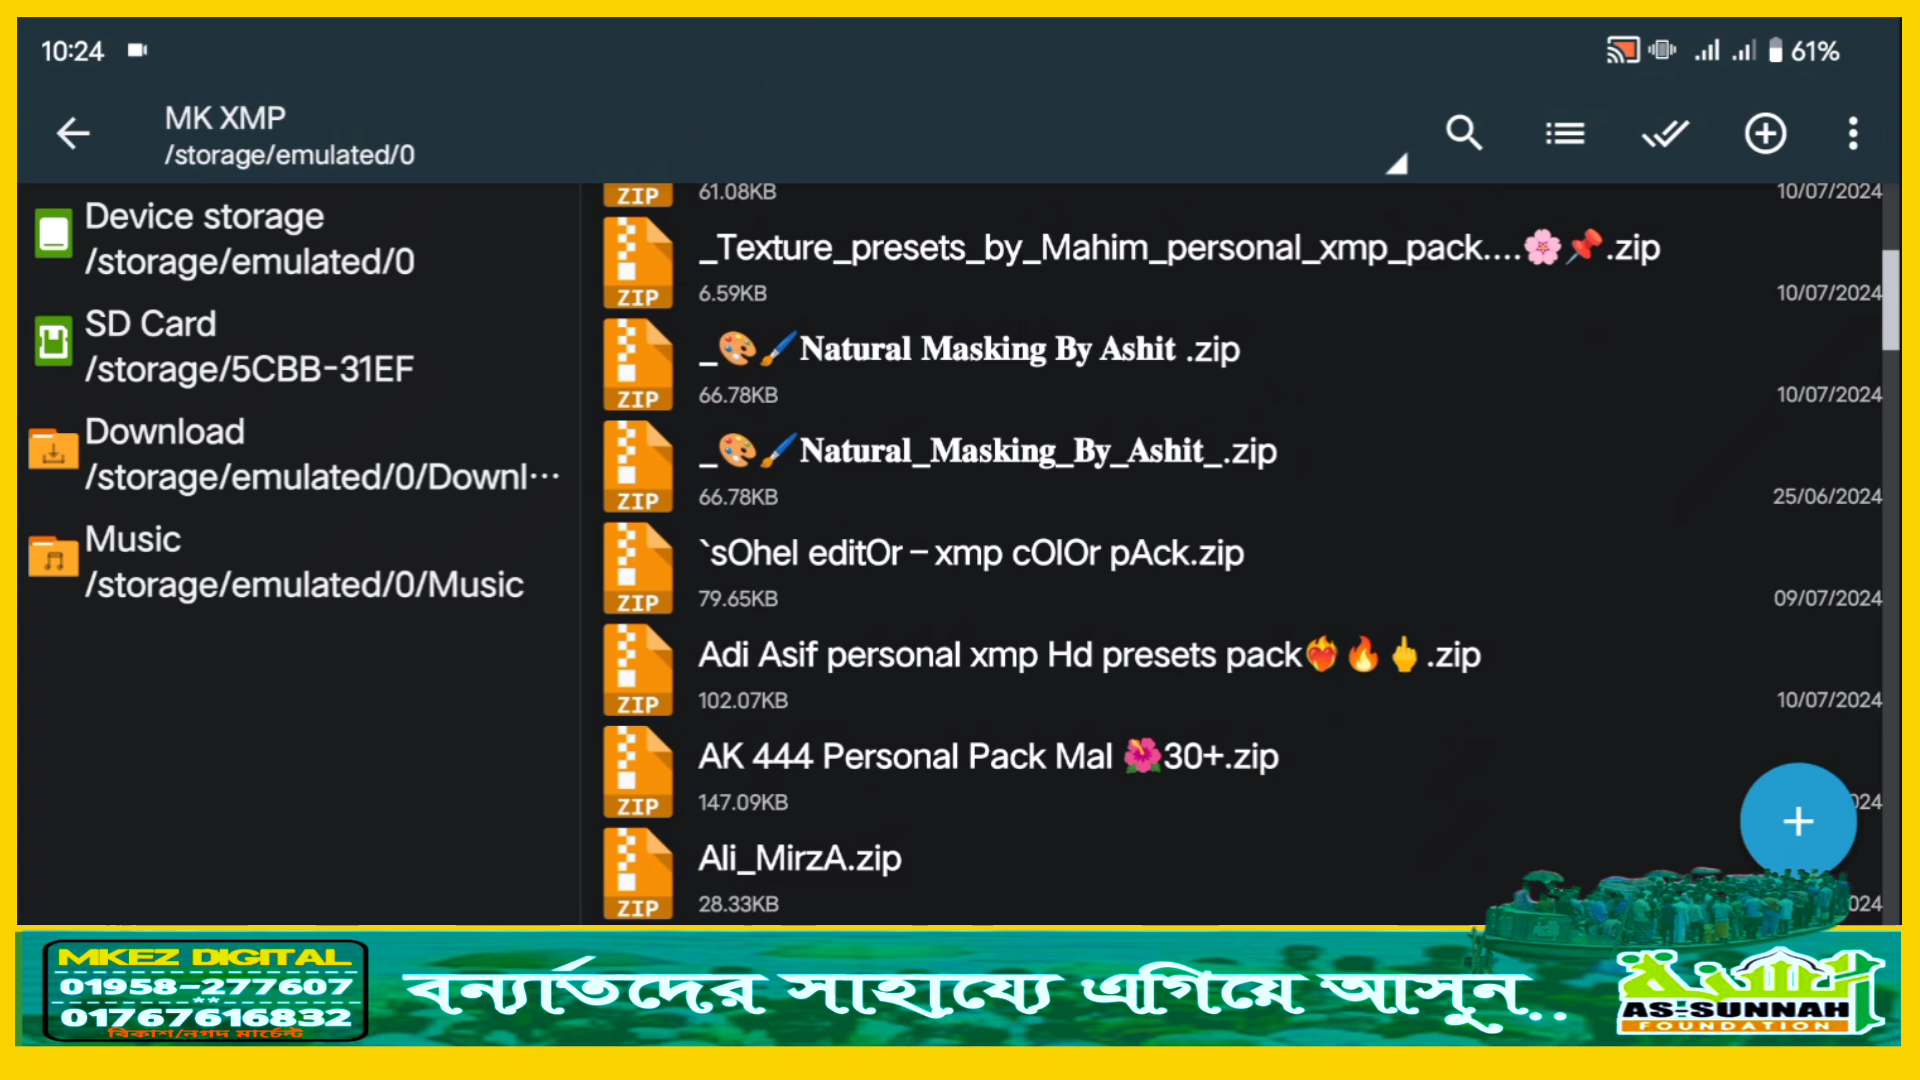 10:24
61%
MK XMP
/storage/emulated/0
Device storage
/storage/emulated/0
SD Card
/storage/5CBB-31EF
Download
/storage/emulated/0/Downl···
Music
/storage/emulated/0/Music
ZIP
61.08KB
10/07/2024
_Texture_presets_by_Mahim_personal_xmp_pack....🌸📌.zip
ZIP
6.59KB
10/07/2024
_🎨🖌️Natural Masking By Ashit .zip
ZIP
66.78KB
10/07/2024
_🎨🖌️Natural_Masking_By_Ashit_.zip
ZIP
66.78KB
25/06/2024
`sOhel editOr – xmp cOlOr pAck.zip
ZIP
79.65KB
09/07/2024
Adi Asif personal xmp Hd presets pack❤️‍🔥🔥🖕.zip
ZIP
102.07KB
10/07/2024
AK 444 Personal Pack Mal 🌺30+.zip
ZIP
147.09KB
024
Ali_MirzA.zip
ZIP
28.33KB
024
MKEZ DIGITAL
01958-277607
**
01767616832
বিকাশ/নগদ মার্চেন্ট
বন্যার্তদের সাহায্যে এগিয়ে আসুন..
AS-SUNNAH
FOUNDATION